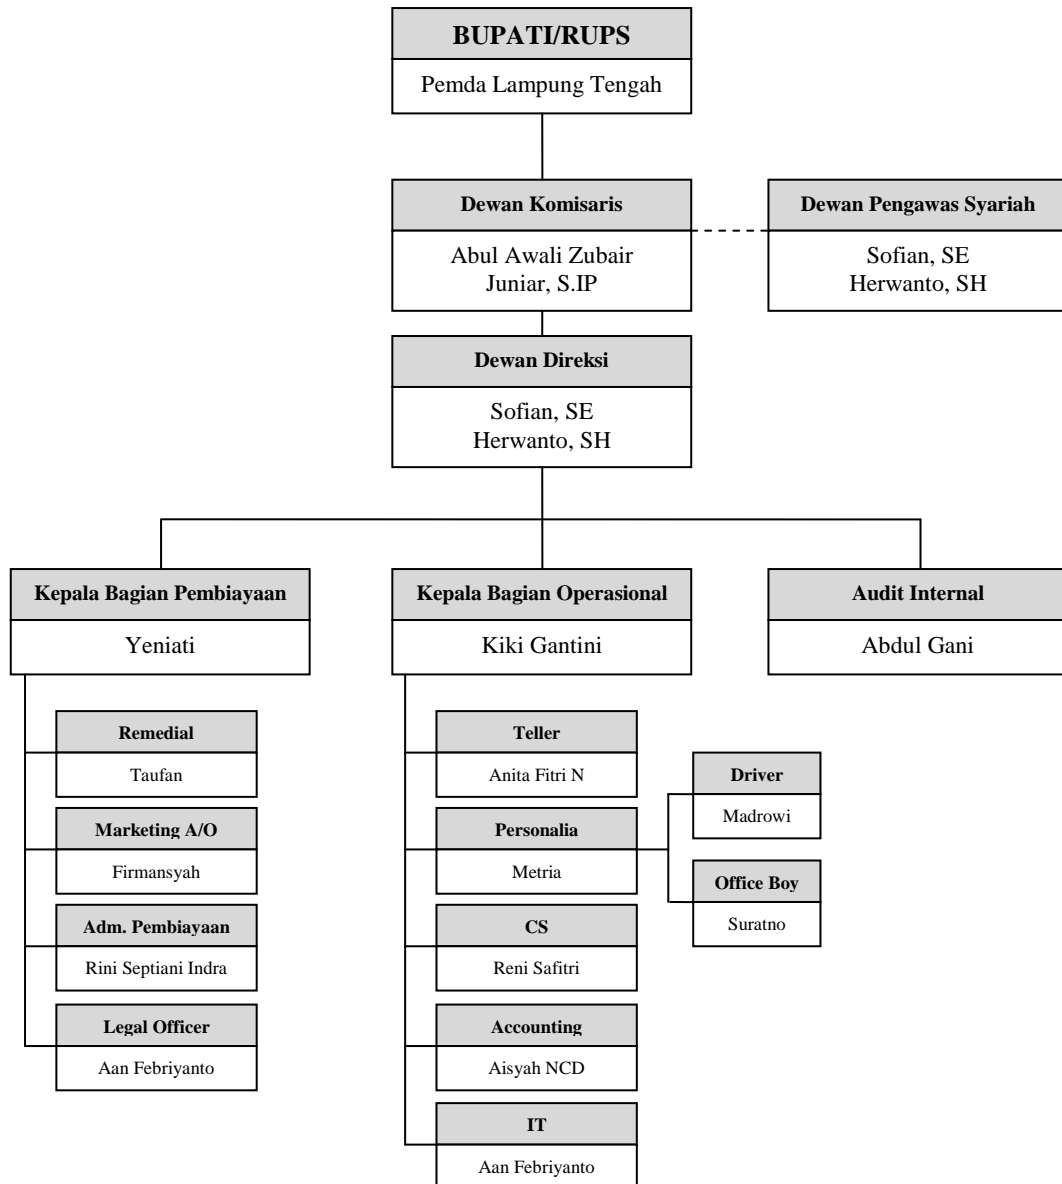 BUPATI/RUPS
Pemda Lampung Tengah
Dewan Komisaris
Abul Awali Zubair
Juniar, S.IP
Dewan Pengawas Syariah
Sofian, SE
Herwanto, SH
Dewan Direksi
Sofian, SE
Herwanto, SH
Kepala Bagian Pembiayaan
Yeniati
Kepala Bagian Operasional
Kiki Gantini
Audit Internal
Abdul Gani
Remedial
Taufan
Marketing A/O
Firmansyah
Adm. Pembiayaan
Rini Septiani Indra
Legal Officer
Aan Febriyanto
Teller
Anita Fitri N
Personalia
Metria
Driver
Madrowi
Office Boy
Suratno
CS
Reni Safitri
Accounting
Aisyah NCD
IT
Aan Febriyanto